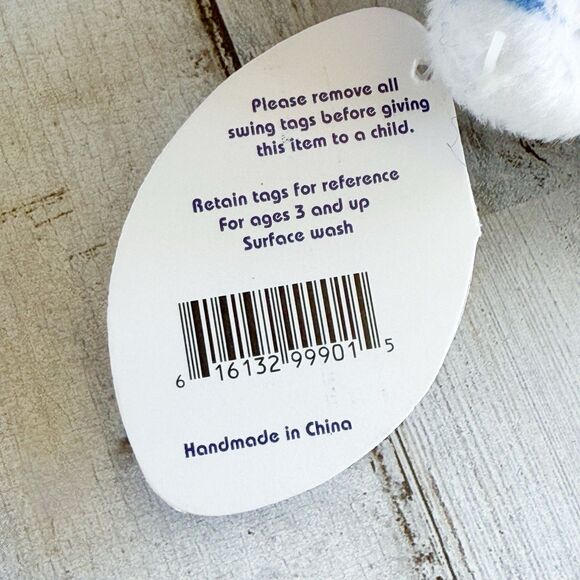 Please remove all
swing tags before giving
this item to a child.
Retain tags for reference
For ages 3 and up
Surface wash
6 16132 99901 5
Handmade in China